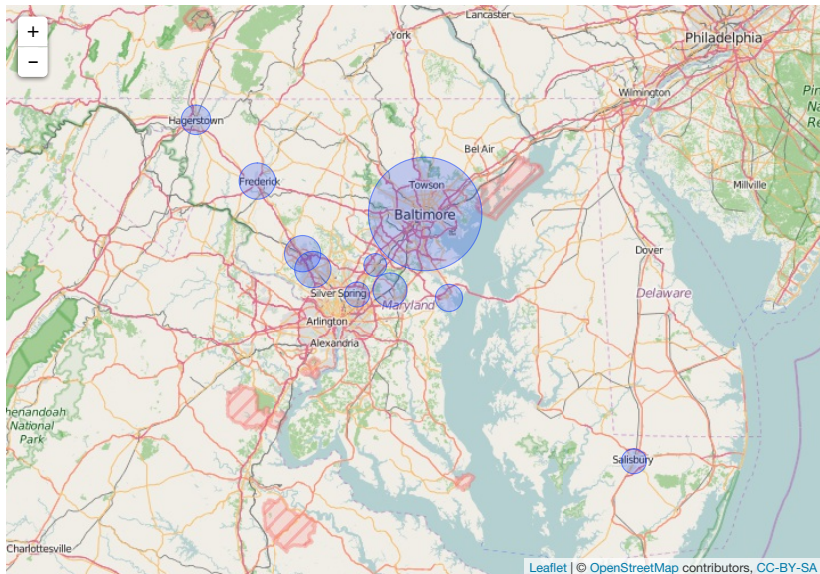 +
−
Lancaster
York
Philadelphia
Wilmington
Hagerstown
Bel Air
Frederick
Towson
Millville
Baltimore
Dover
Silver Spring
Maryland
Delaware
Arlington
Alexandria
henandoah
National
Park
Salisbury
Charlottesville
Leaflet | © OpenStreetMap contributors, CC-BY-SA